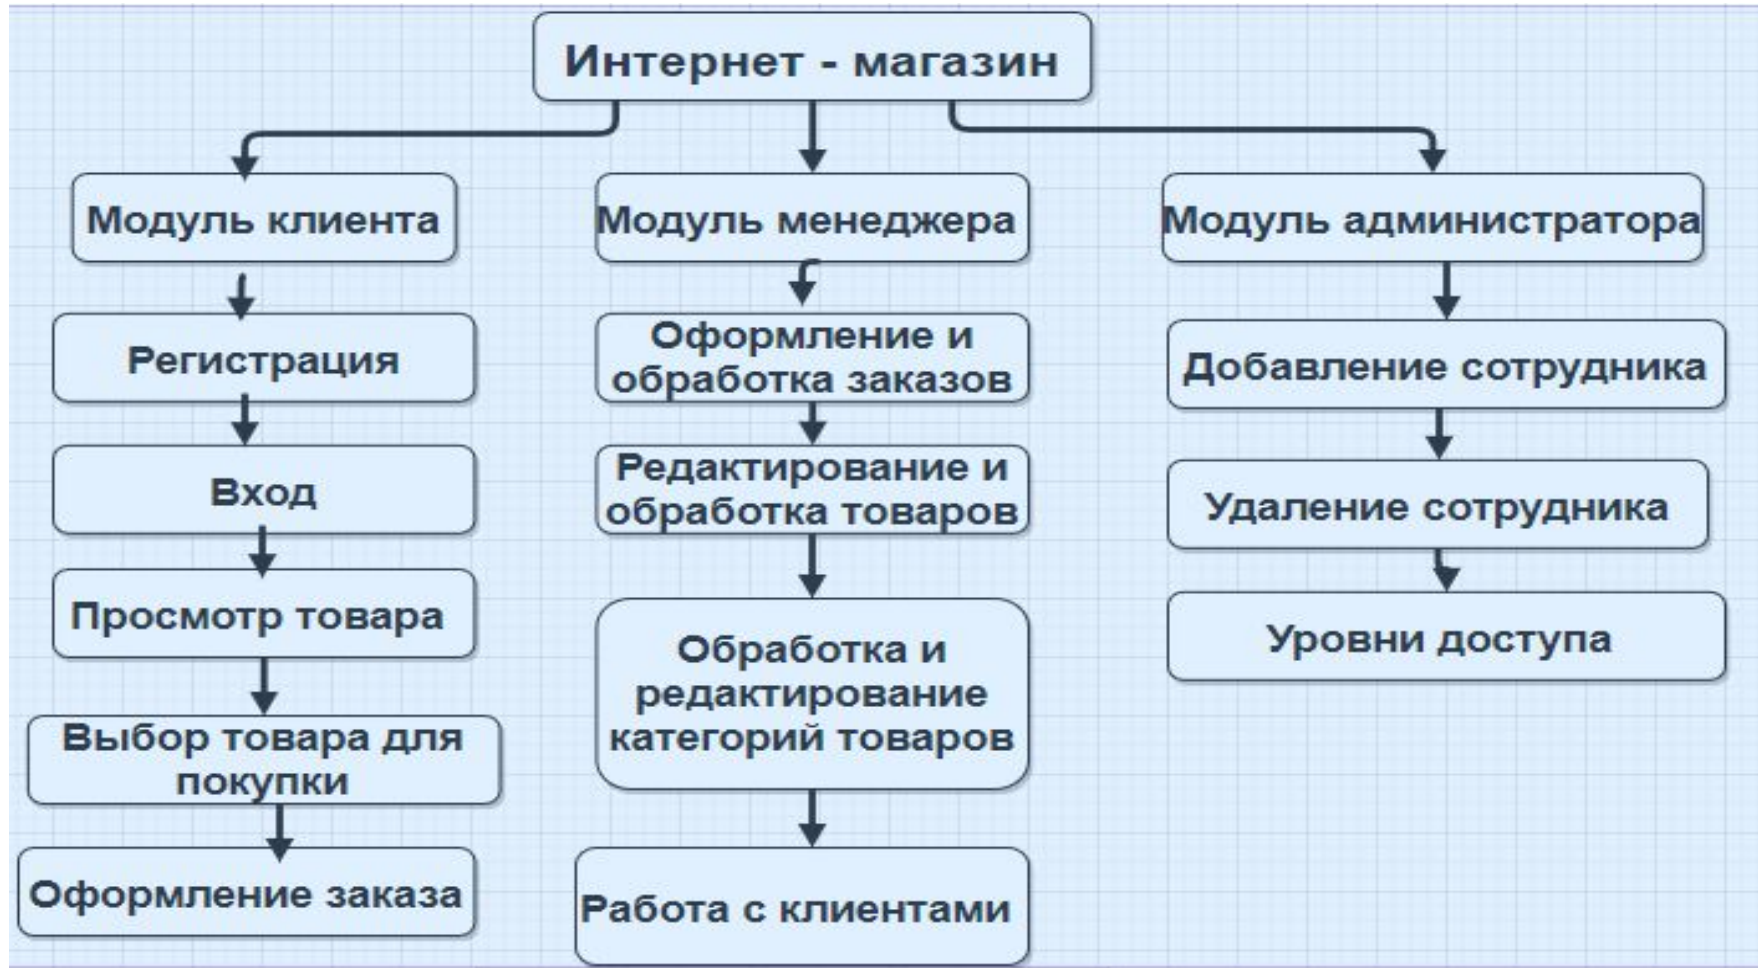 Интернет - магазин
Модуль клиента
Регистрация
Вход
Просмотр товара
Выбор товара для
покупки
Оформление заказа
Модуль менеджера
Оформление и
обработка заказов
Редактирование и
обработка товаров
Обработка и
редактирование
категорий товаров
Работа с клиентами
Модуль администратора
Добавление сотрудника
Удаление сотрудника
Уровни доступа